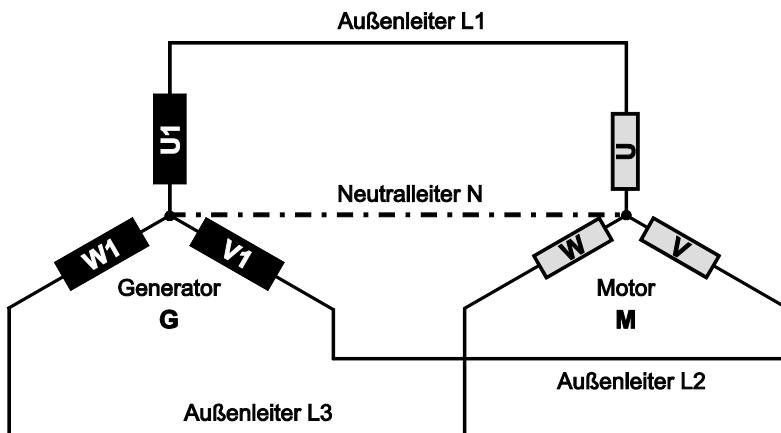 Außenleiter L1
U1
U
Neutralleiter N
W1
V1
W
V
Generator
G
Motor
M
Außenleiter L2
Außenleiter L3